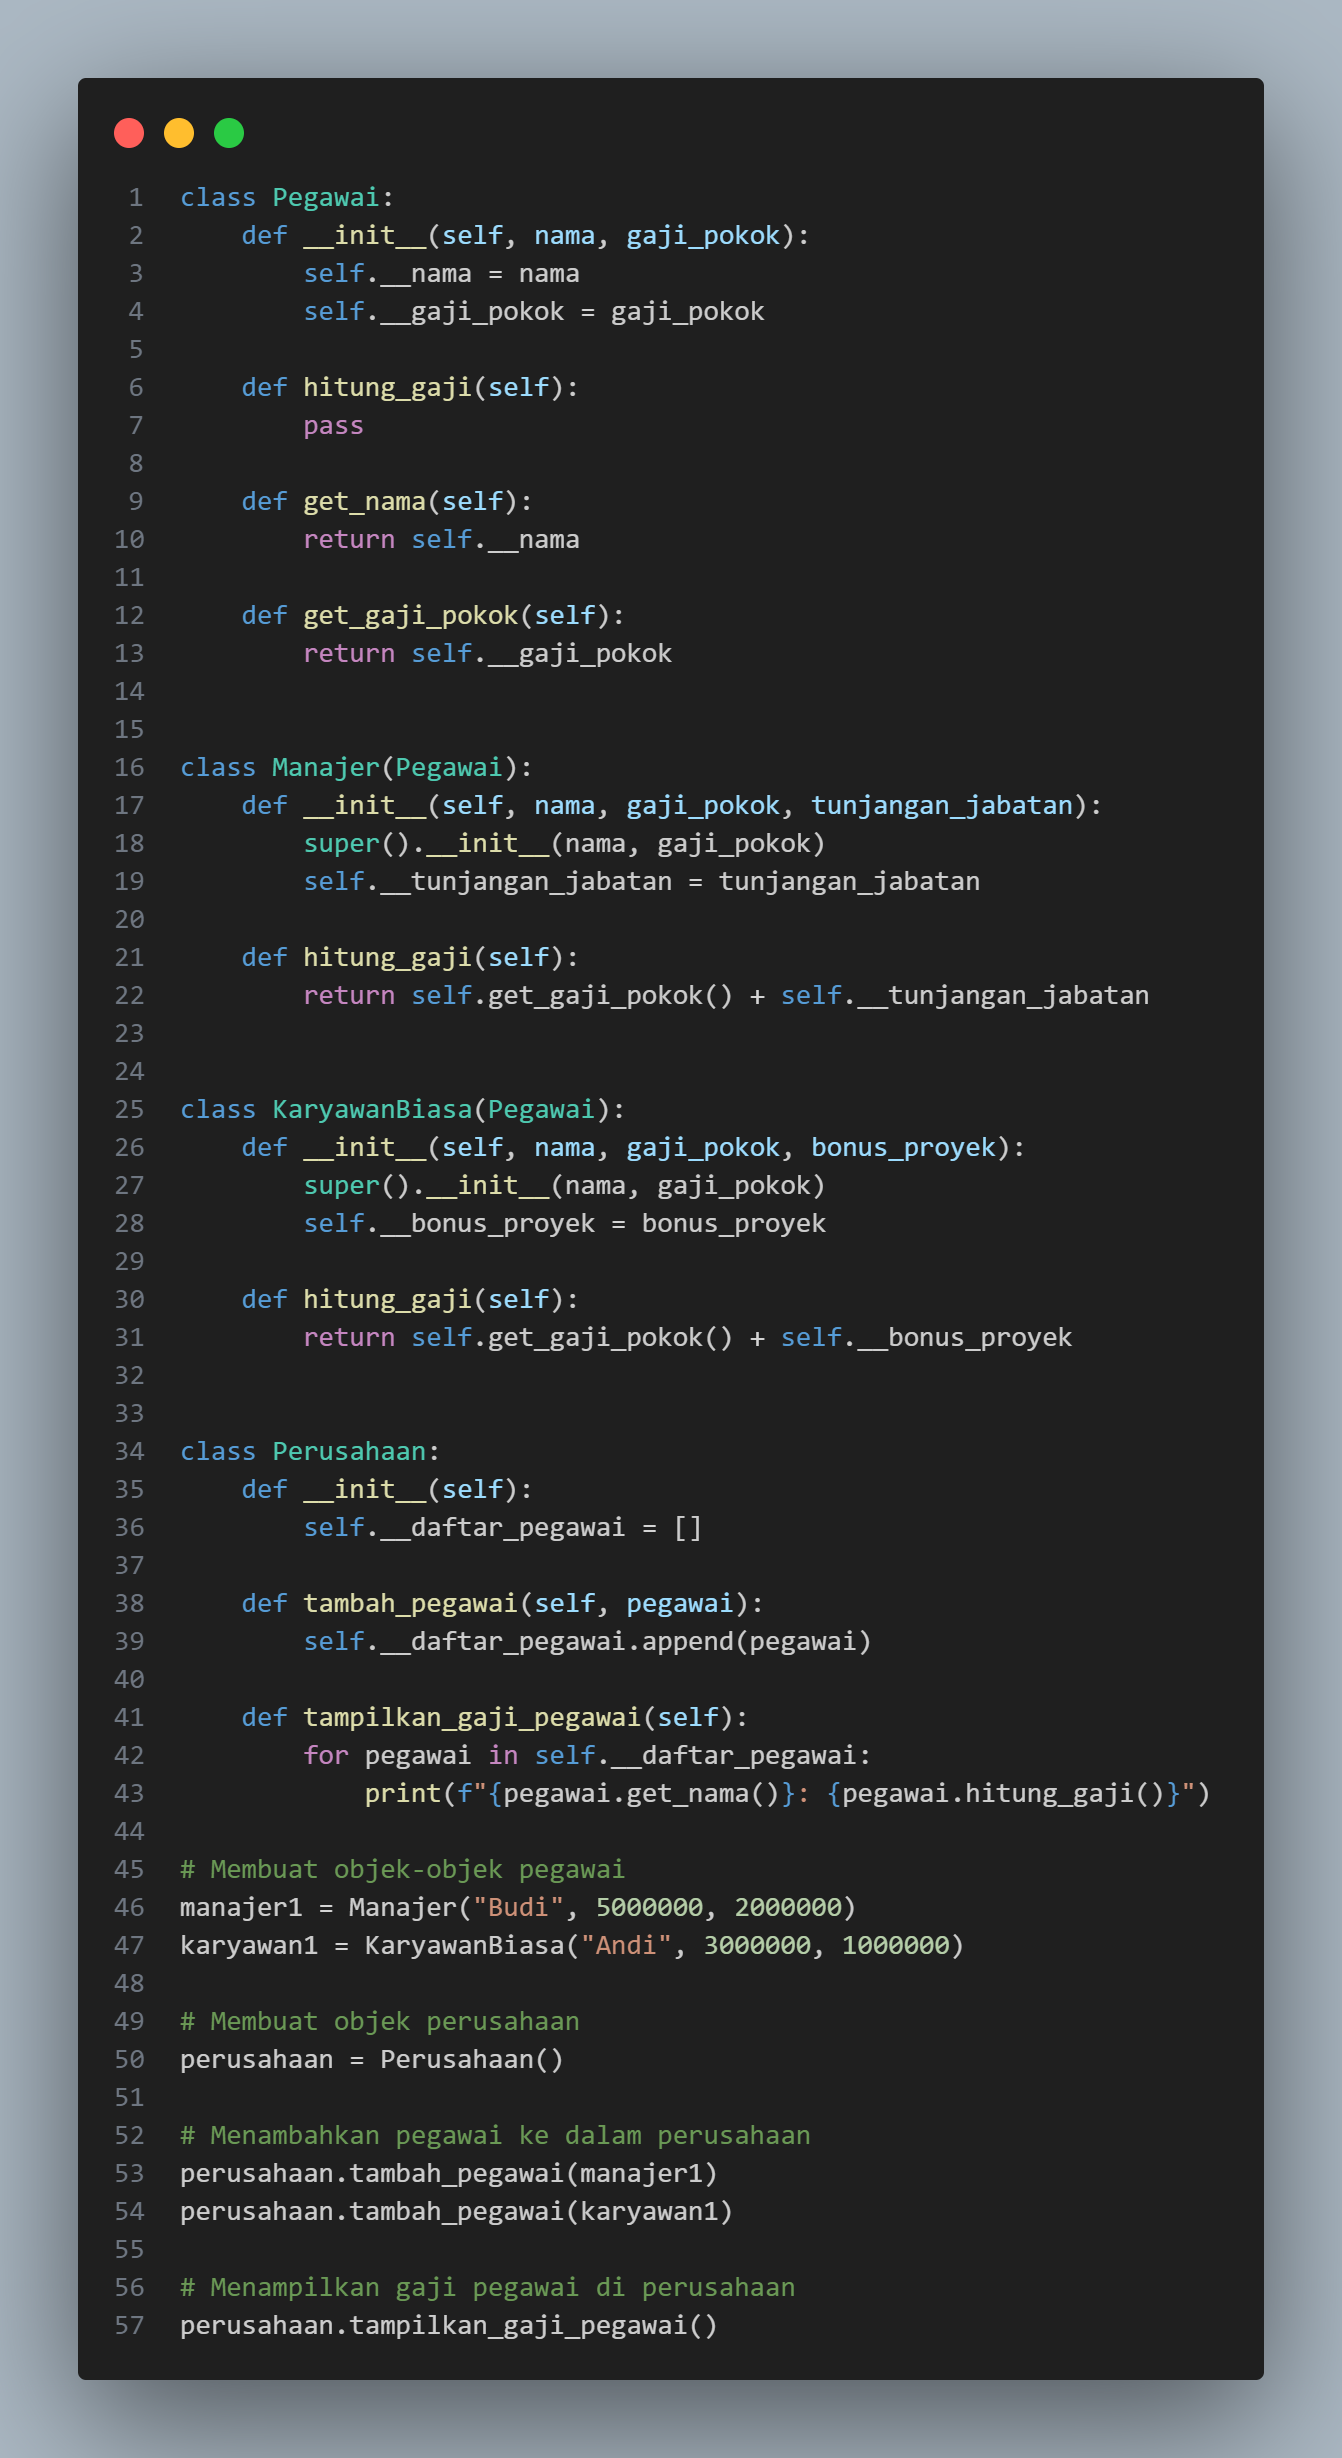 1 class Pegawai:
2     def __init__(self, nama, gaji_pokok):
3         self.__nama = nama
4         self.__gaji_pokok = gaji_pokok
5
6     def hitung_gaji(self):
7         pass
8
9     def get_nama(self):
10         return self.__nama
11
12     def get_gaji_pokok(self):
13         return self.__gaji_pokok
14
15
16 class Manajer(Pegawai):
17     def __init__(self, nama, gaji_pokok, tunjangan_jabatan):
18         super().__init__(nama, gaji_pokok)
19         self.__tunjangan_jabatan = tunjangan_jabatan
20
21     def hitung_gaji(self):
22         return self.get_gaji_pokok() + self.__tunjangan_jabatan
23
24
25 class KaryawanBiasa(Pegawai):
26     def __init__(self, nama, gaji_pokok, bonus_proyek):
27         super().__init__(nama, gaji_pokok)
28         self.__bonus_proyek = bonus_proyek
29
30     def hitung_gaji(self):
31         return self.get_gaji_pokok() + self.__bonus_proyek
32
33
34 class Perusahaan:
35     def __init__(self):
36         self.__daftar_pegawai = []
37
38     def tambah_pegawai(self, pegawai):
39         self.__daftar_pegawai.append(pegawai)
40
41     def tampilkan_gaji_pegawai(self):
42         for pegawai in self.__daftar_pegawai:
43             print(f"{pegawai.get_nama()}: {pegawai.hitung_gaji()}")
44
45 # Membuat objek-objek pegawai
46 manajer1 = Manajer("Budi", 5000000, 2000000)
47 karyawan1 = KaryawanBiasa("Andi", 3000000, 1000000)
48
49 # Membuat objek perusahaan
50 perusahaan = Perusahaan()
51
52 # Menambahkan pegawai ke dalam perusahaan
53 perusahaan.tambah_pegawai(manajer1)
54 perusahaan.tambah_pegawai(karyawan1)
55
56 # Menampilkan gaji pegawai di perusahaan
57 perusahaan.tampilkan_gaji_pegawai()